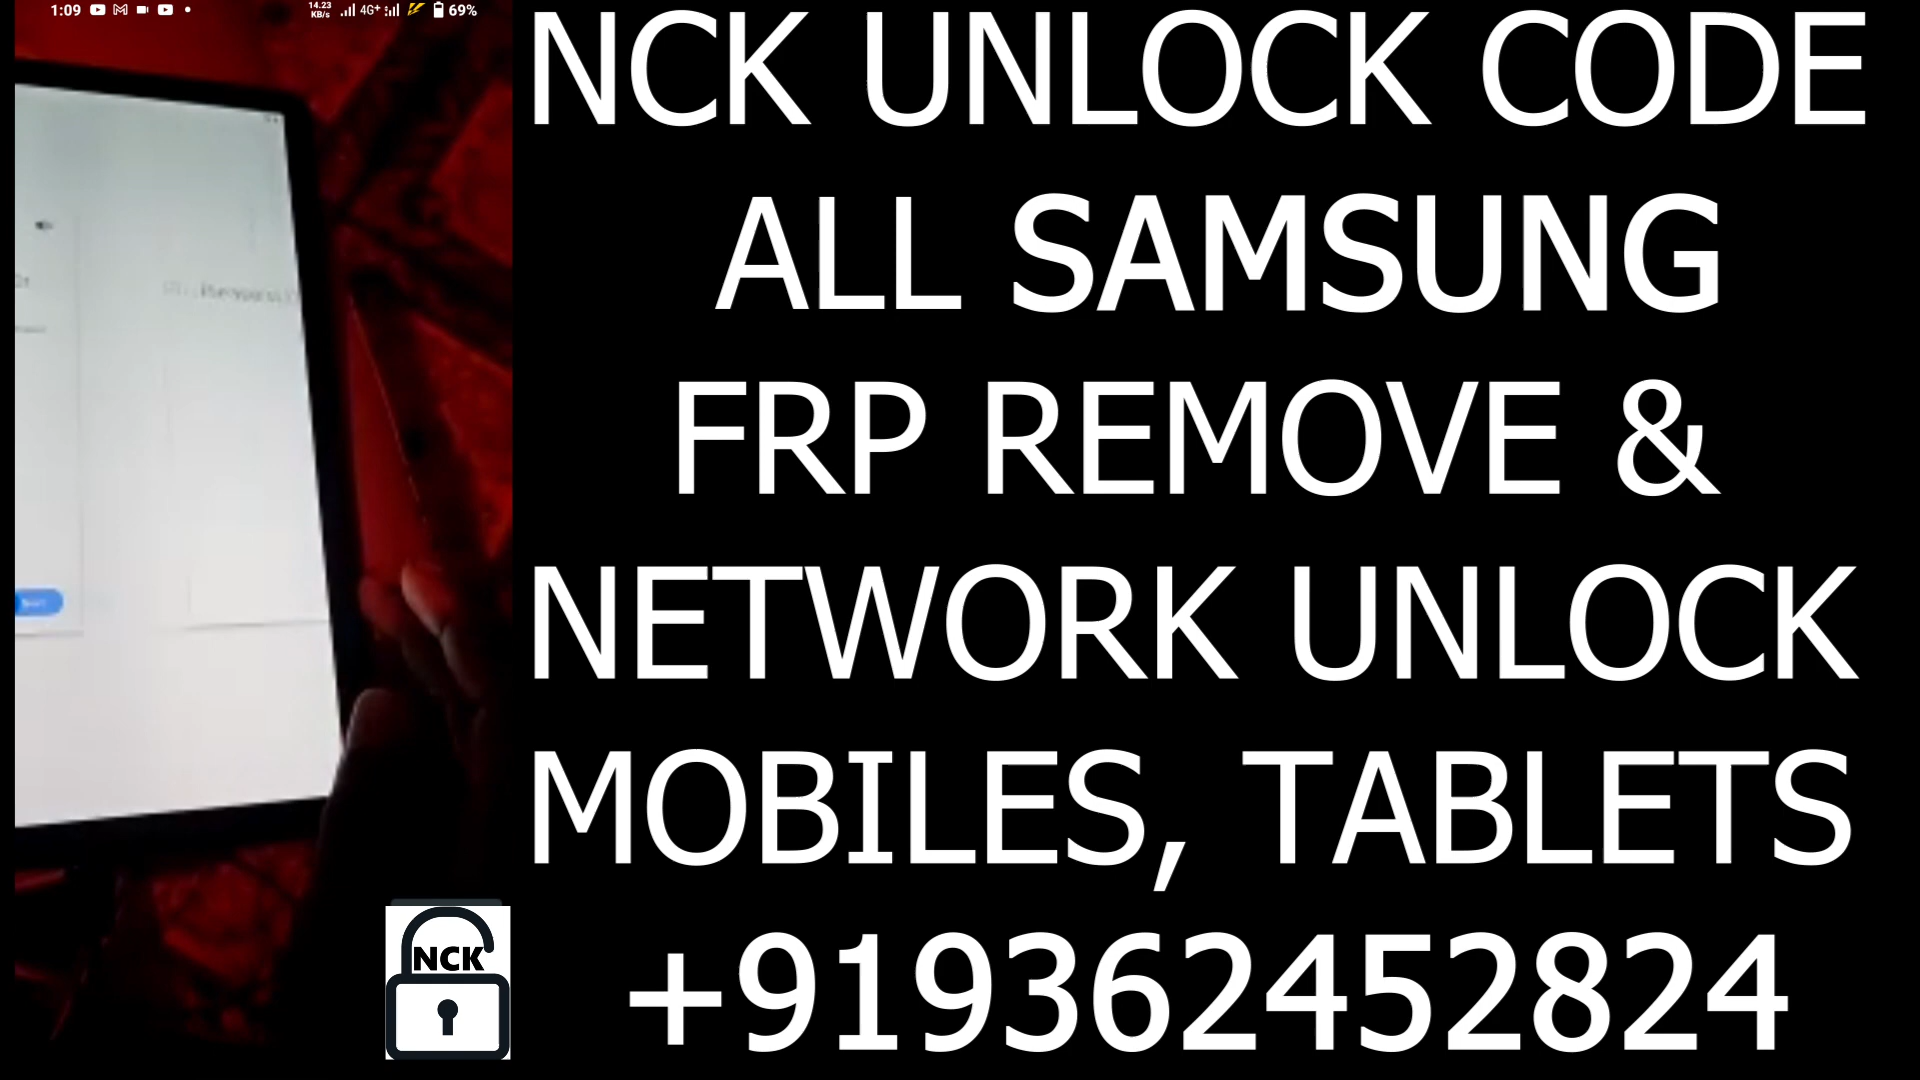 1:09
14.23
KB/s
4G+
69%
NCK UNLOCK CODE
ALL SAMSUNG
FRP REMOVE &
NETWORK UNLOCK
MOBILES, TABLETS
+919362452824
NCK